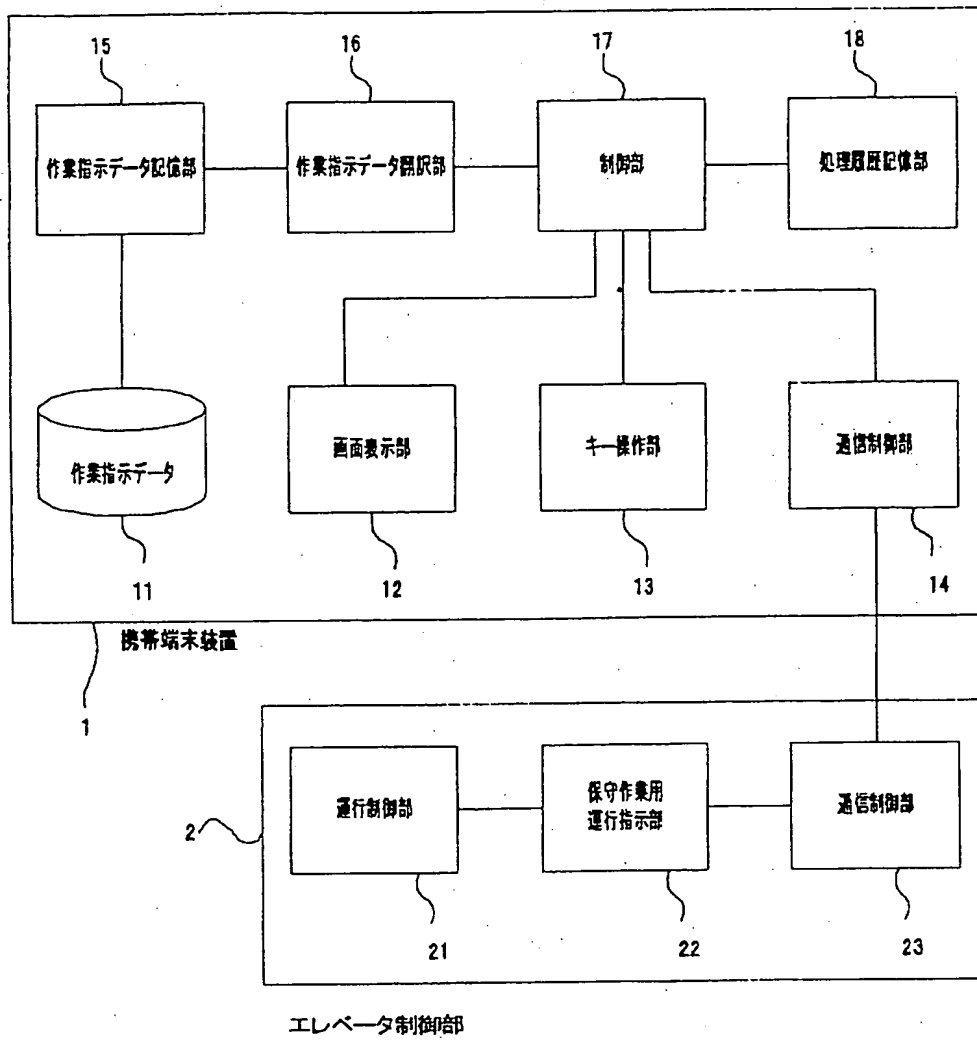 15
16
17
18
作業指示データ記憶部
作業指示データ翻訳部
制御部
処理履歴記憶部
作業指示データ
画面表示部
キー操作部
通信制御部
11
12
13
14
携帯端末装置
1
運行制御部
保守作業用
運行指示部
通信制御部
2
21
22
23
エレベータ制御部